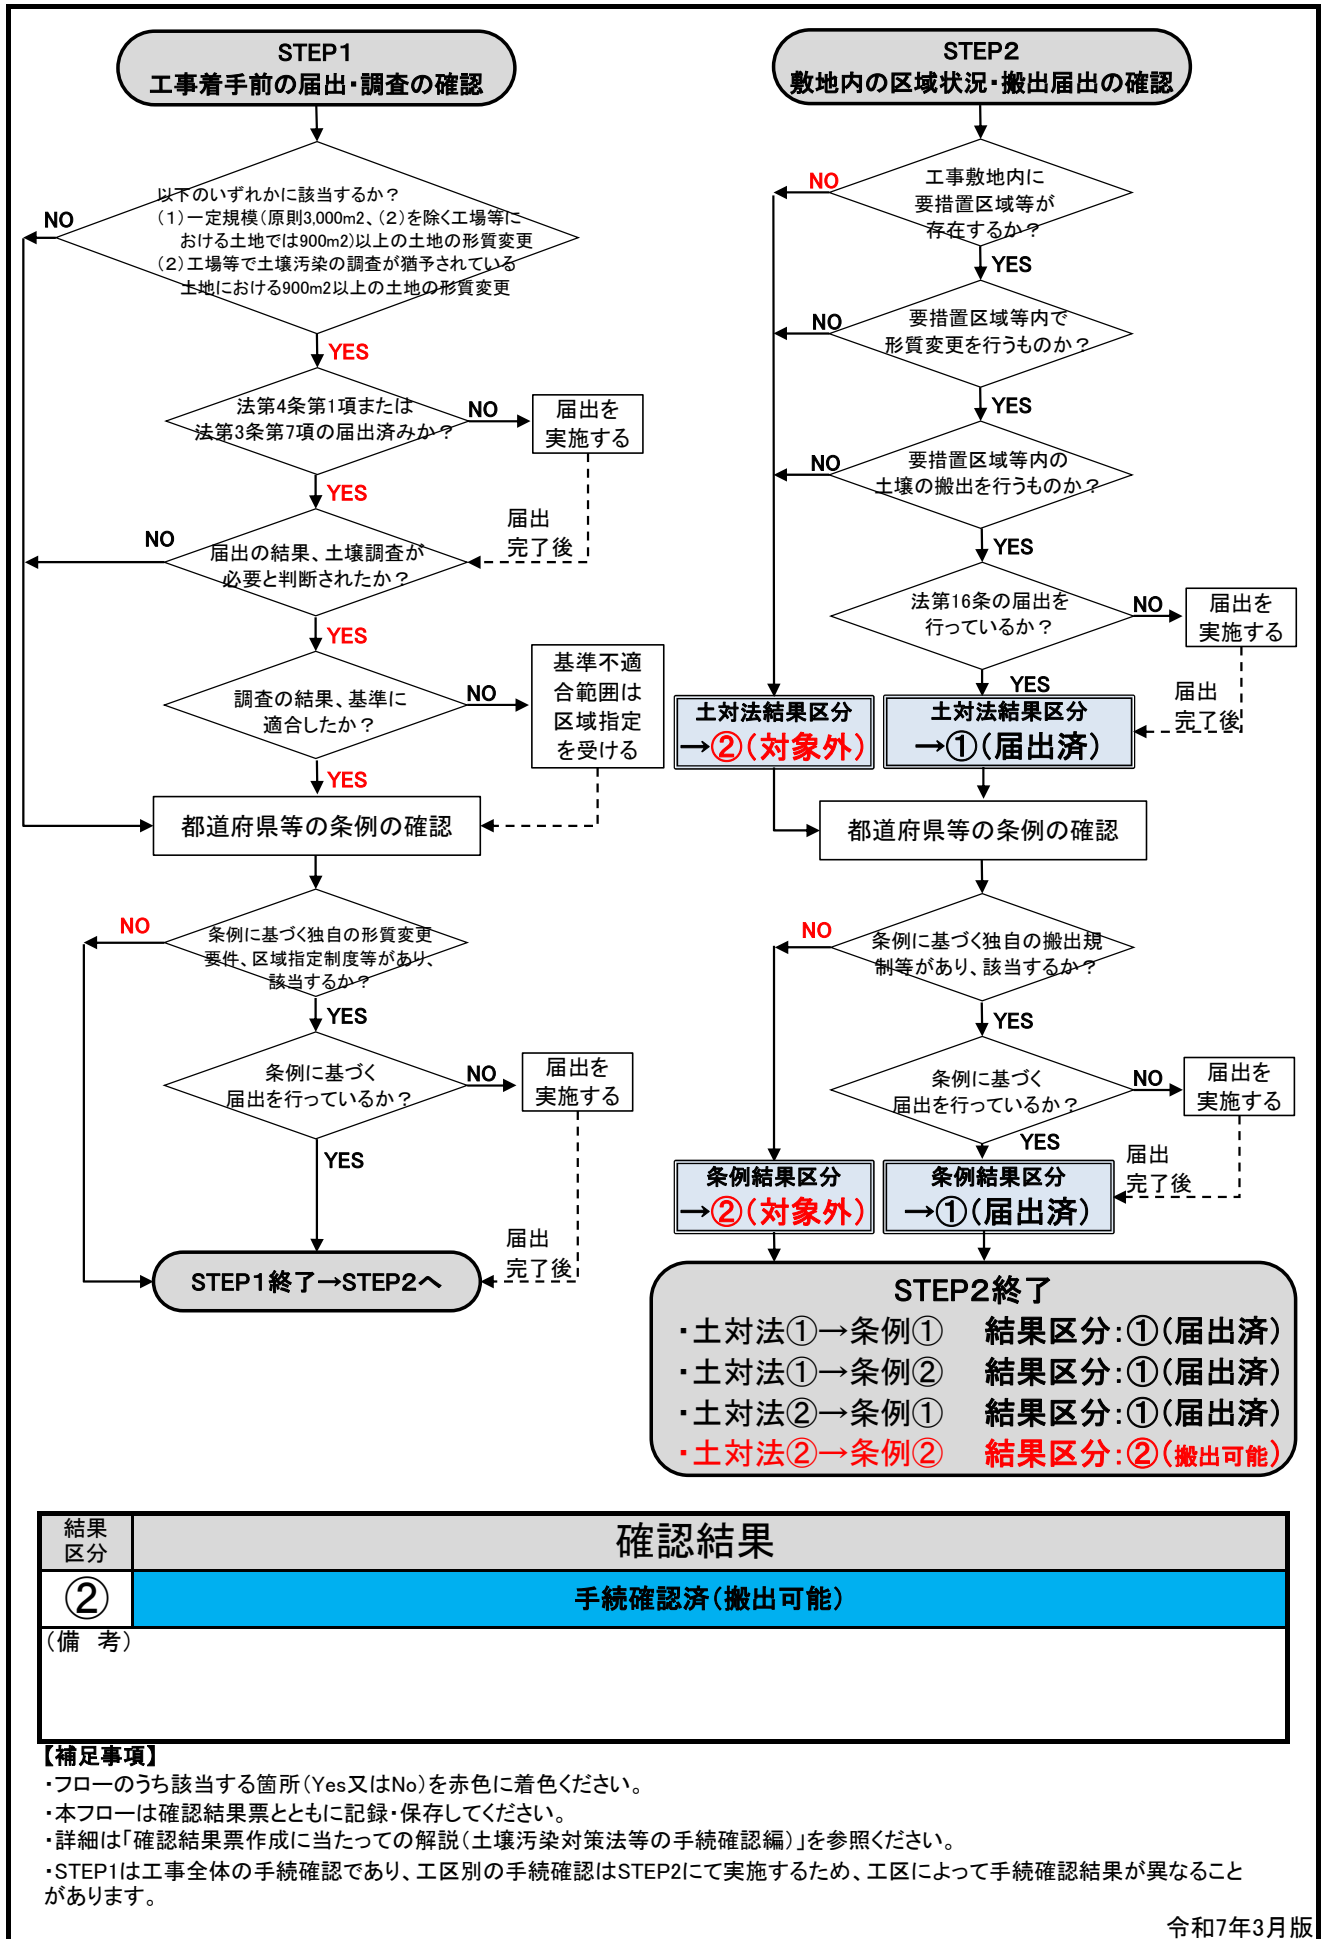 STEP1
工事着手前の届出・調査の確認
以下のいずれかに該当するか？
（１）一定規模（原則3,000m2、（２）を除く工場等に
おける土地では900m2）以上の土地の形質変更
（２）工場等で土壌汚染の調査が猶予されている
土地における900m2以上の土地の形質変更
NO
YES
法第4条第1項または
法第3条第7項の届出済みか？
NO
届出を
実施する
YES
届出
完了後
届出の結果、土壌調査が
必要と判断されたか？
NO
YES
調査の結果、基準に
適合したか？
NO
基準不適
合範囲は
区域指定
を受ける
YES
都道府県等の条例の確認
条例に基づく独自の形質変更
要件、区域指定制度等があり、
該当するか？
NO
YES
条例に基づく
届出を行っているか？
NO
届出を
実施する
YES
届出
完了後
STEP1終了→STEP2へ
STEP2
敷地内の区域状況・搬出届出の確認
工事敷地内に
要措置区域等が
存在するか？
NO
YES
要措置区域等内で
形質変更を行うものか？
NO
YES
要措置区域等内の
土壌の搬出を行うものか？
NO
YES
法第16条の届出を
行っているか？
NO
届出を
実施する
YES
届出
完了後
土対法結果区分
→②（対象外）
土対法結果区分
→①（届出済）
都道府県等の条例の確認
条例に基づく独自の搬出規
制等があり、該当するか？
NO
YES
条例に基づく
届出を行っているか？
NO
届出を
実施する
YES
届出
完了後
条例結果区分
→②（対象外）
条例結果区分
→①（届出済）
STEP2終了
・土対法①→条例①　結果区分：①（届出済）
・土対法①→条例②　結果区分：①（届出済）
・土対法②→条例①　結果区分：①（届出済）
・土対法②→条例②　結果区分：②（搬出可能）
結果
区分
確認結果
②
手続確認済（搬出可能）
（備　考）
【補足事項】
・フローのうち該当する箇所（Yes又はNo）を赤色に着色ください。
・本フローは確認結果票とともに記録・保存してください。
・詳細は「確認結果票作成に当たっての解説（土壌汚染対策法等の手続確認編）」を参照ください。
・STEP1は工事全体の手続確認であり、工区別の手続確認はSTEP2にて実施するため、工区によって手続確認結果が異なること
があります。
令和7年3月版